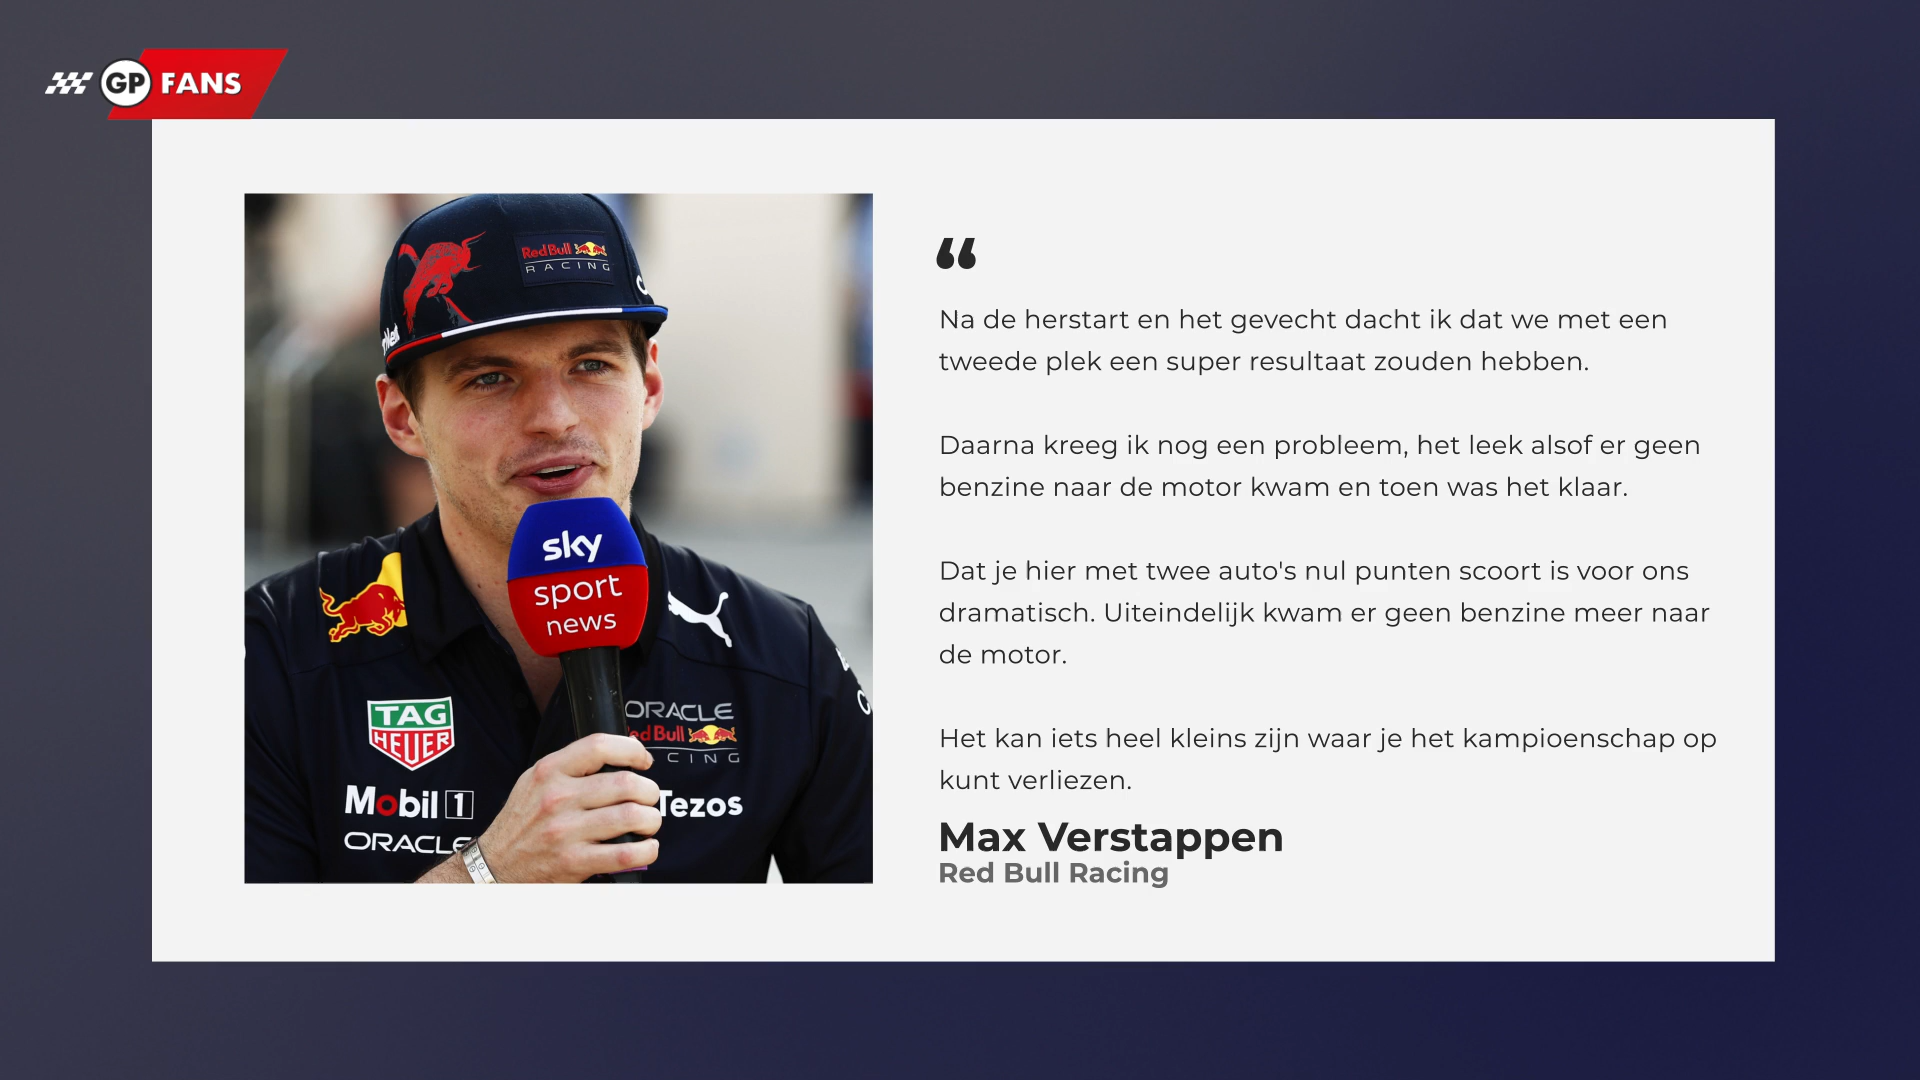 GP FANS
Red Bull
RACING
sky
sport
news
TAG
HEUER
Mobil 1
ORACLE
ORACLE
Red Bull
CING
Tezos
“
Na de herstart en het gevecht dacht ik dat we met een
tweede plek een super resultaat zouden hebben.
Daarna kreeg ik nog een probleem, het leek alsof er geen
benzine naar de motor kwam en toen was het klaar.
Dat je hier met twee auto's nul punten scoort is voor ons
dramatisch. Uiteindelijk kwam er geen benzine meer naar
de motor.
Het kan iets heel kleins zijn waar je het kampioenschap op
kunt verliezen.
Max Verstappen
Red Bull Racing